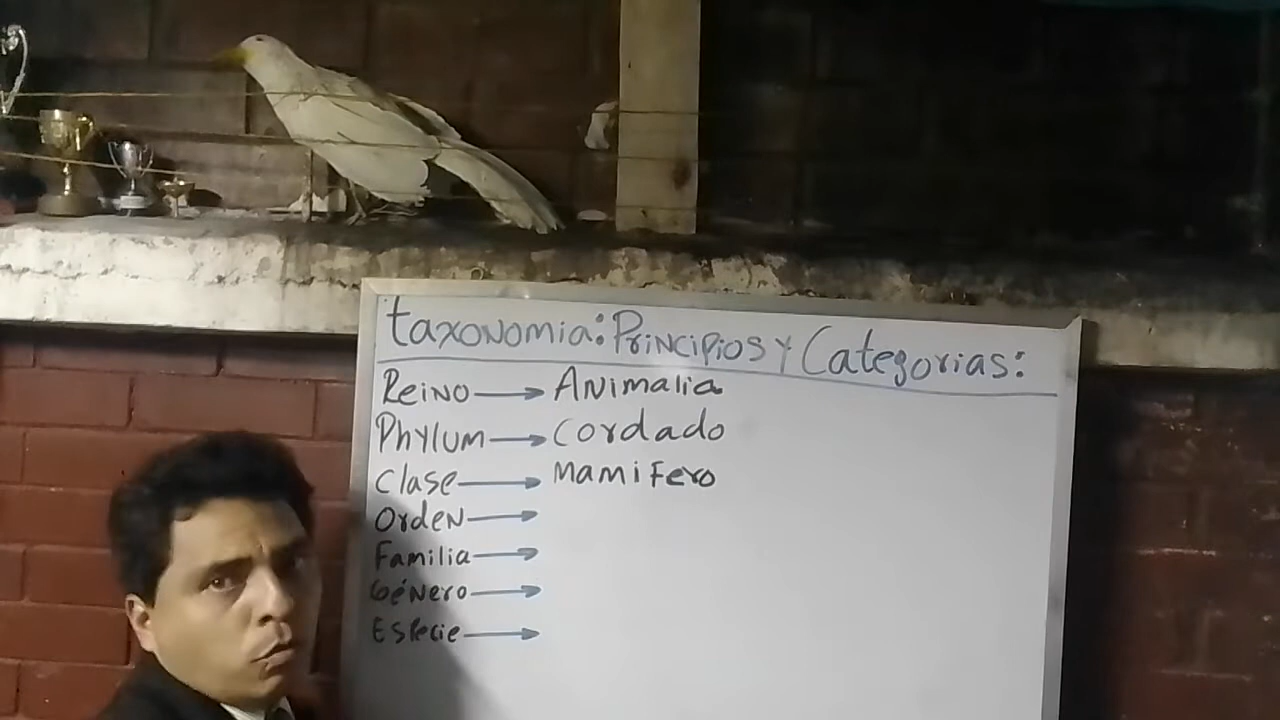 taxonomia: Principios y Categorias:
Reino → Animalia
Phylum → Cordado
Clase → Mamifero
Orden →
Familia →
Género →
Especie →